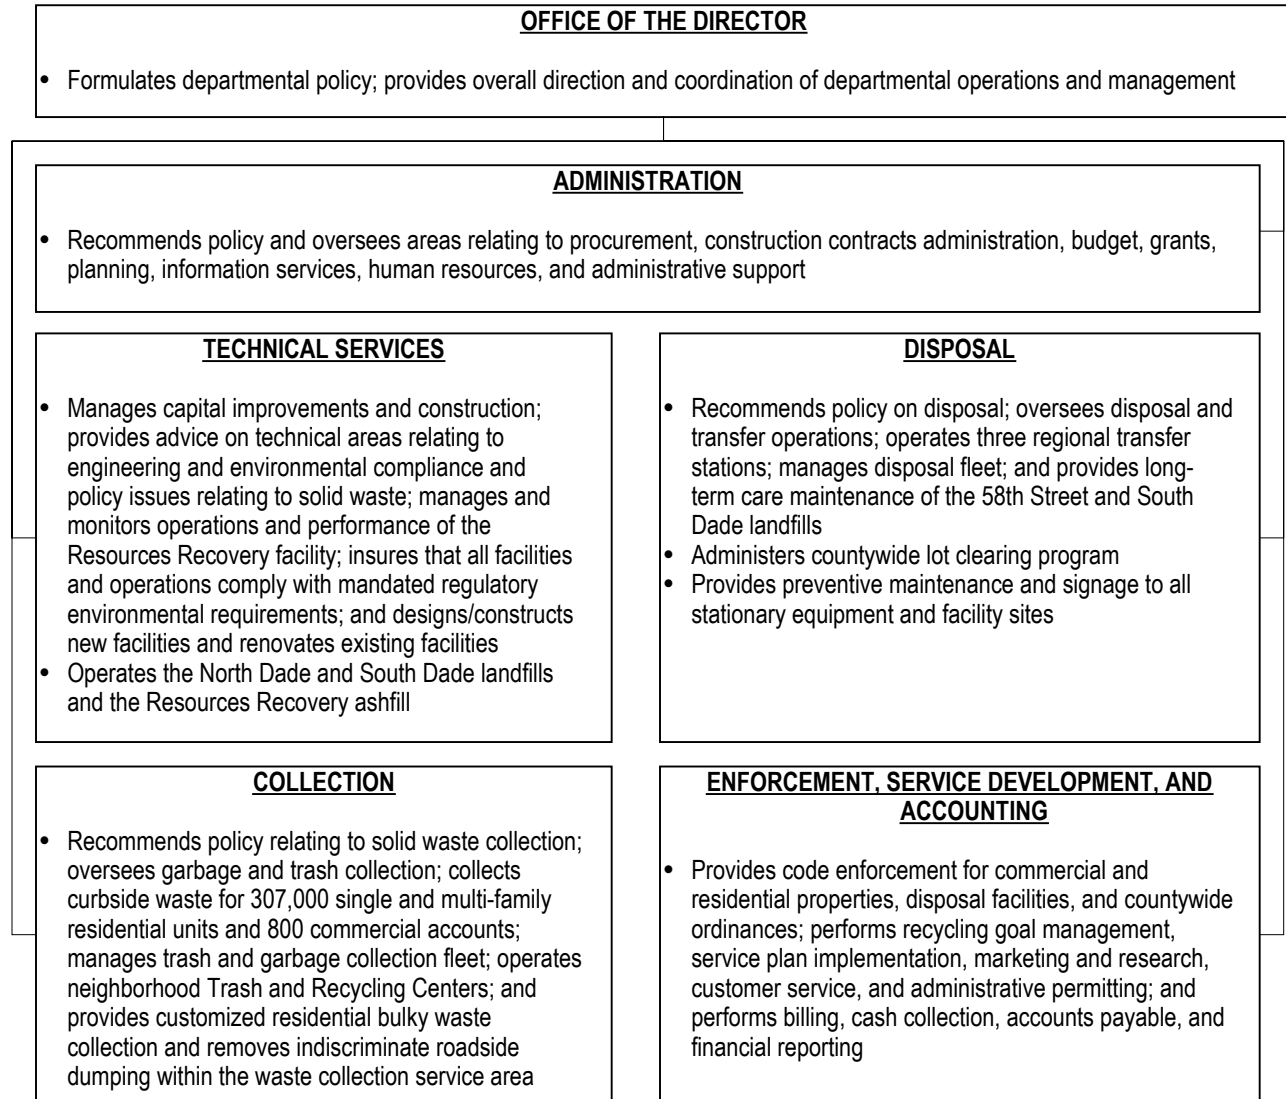 OFFICE OF THE DIRECTOR
• Formulates departmental policy; provides overall direction and coordination of departmental operations and management
ADMINISTRATION
• Recommends policy and oversees areas relating to procurement, construction contracts administration, budget, grants,
planning, information services, human resources, and administrative support
TECHNICAL SERVICES
• Manages capital improvements and construction;
provides advice on technical areas relating to
engineering and environmental compliance and
policy issues relating to solid waste; manages and
monitors operations and performance of the
Resources Recovery facility; insures that all facilities
and operations comply with mandated regulatory
environmental requirements; and designs/constructs
new facilities and renovates existing facilities
• Operates the North Dade and South Dade landfills
and the Resources Recovery ashfill
DISPOSAL
• Recommends policy on disposal; oversees disposal and
transfer operations; operates three regional transfer
stations; manages disposal fleet; and provides long-
term care maintenance of the 58th Street and South
Dade landfills
• Administers countywide lot clearing program
• Provides preventive maintenance and signage to all
stationary equipment and facility sites
COLLECTION
• Recommends policy relating to solid waste collection;
oversees garbage and trash collection; collects
curbside waste for 307,000 single and multi-family
residential units and 800 commercial accounts;
manages trash and garbage collection fleet; operates
neighborhood Trash and Recycling Centers; and
provides customized residential bulky waste
collection and removes indiscriminate roadside
dumping within the waste collection service area
ENFORCEMENT, SERVICE DEVELOPMENT, AND
ACCOUNTING
• Provides code enforcement for commercial and
residential properties, disposal facilities, and countywide
ordinances; performs recycling goal management,
service plan implementation, marketing and research,
customer service, and administrative permitting; and
performs billing, cash collection, accounts payable, and
financial reporting